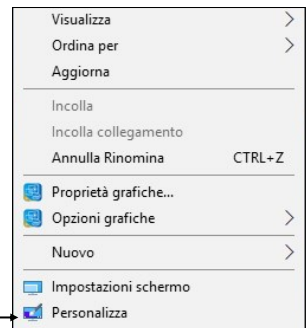 Visualizza
Ordina per
Aggiorna
Incolla
Incolla collegamento
Annulla Rinomina CTRL+Z
Proprietà grafiche...
Opzioni grafiche
Nuovo
Impostazioni schermo
Personalizza